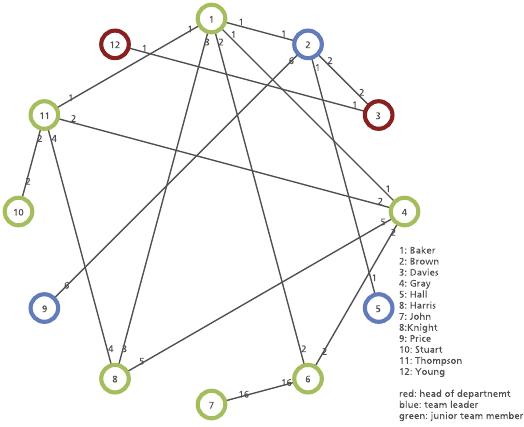 1
1 1 1
12 2
1 3 2 1 6 1 2
1 2
1 1
11 2 3
2 4
2
10
1
2 4
5 2
1: Baker
2: Brown
3: Davies
4: Gray
5: Hall
8: Harris
7: John
8:Knight
9: Price
10: Stuart
11: Thompson
12: Young
6 1
9 5
4 3 2 2
5
8 16 16 6
7
red: head of departnemt
blue: team leader
green: junior team member